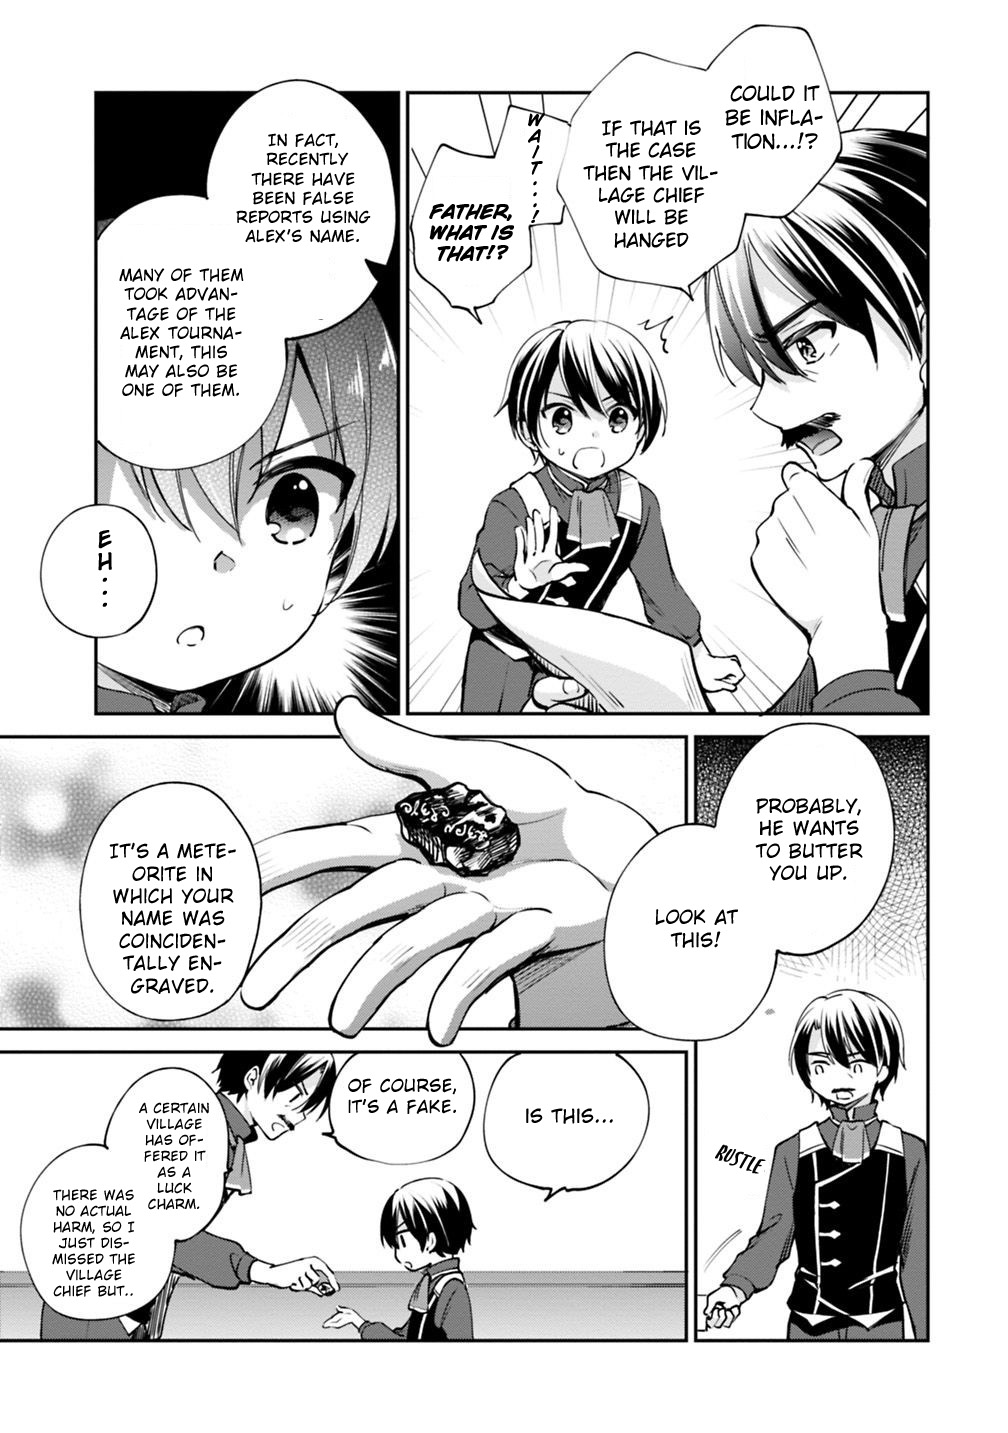 COULD IT
BE INFLA-
TION...!?
IF THAT IS
THE CASE
THEN THE VIL-
LAGE CHIEF
WILL BE
HANGED
WAIT...!
FATHER,
WHAT IS
THAT!?
IN FACT,
RECENTLY
THERE HAVE
BEEN FALSE
REPORTS USING
ALEX'S NAME.
MANY OF THEM
TOOK ADVAN-
TAGE OF THE
ALEX TOURNA-
MENT, THIS
MAY ALSO BE
ONE OF THEM.
EH...
PROBABLY,
HE WANTS
TO BUTTER
YOU UP.
LOOK AT
THIS!
RUSTLE
IT'S A METE-
ORITE IN
WHICH YOUR
NAME WAS
COINCIDEN-
TALLY EN-
GRAVED.
IS THIS...
OF COURSE,
IT'S A FAKE.
A CERTAIN
VILLAGE
HAS OF-
FERED IT
AS A
LUCK
CHARM.
THERE WAS
NO ACTUAL
HARM, SO I
JUST DIS-
MISSED THE
VILLAGE
CHIEF BUT..